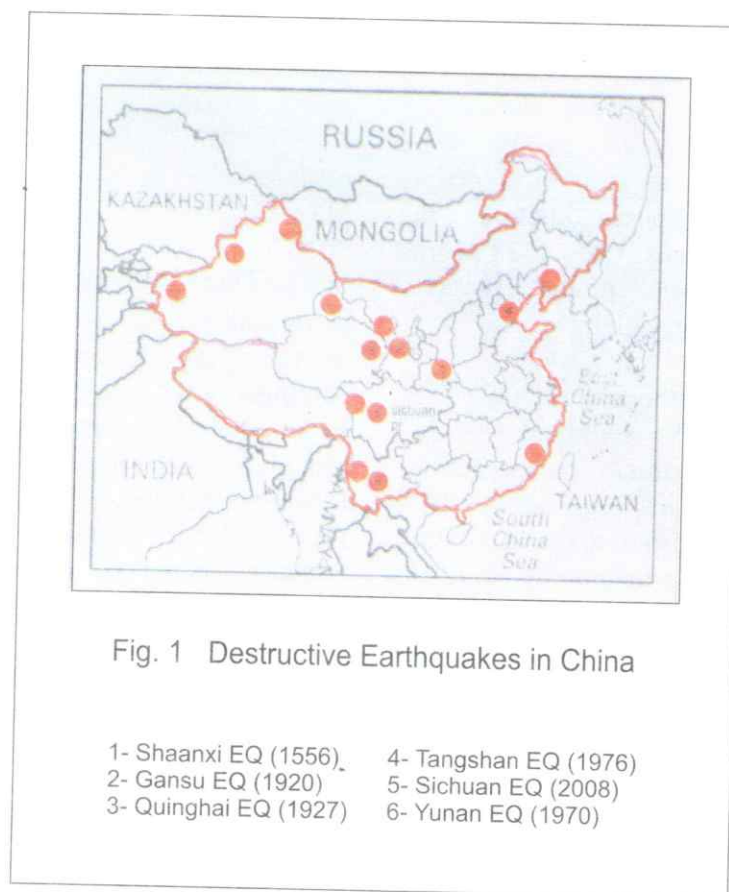 RUSSIA
KAZAKHSTAN
MONGOLIA
Sichuan
East
China
Sea
INDIA
TAIWAN
South
China
Sea
Fig. 1 Destructive Earthquakes in China
1- Shaanxi EQ (1556)
2- Gansu EQ (1920)
3- Quinghai EQ (1927)
4- Tangshan EQ (1976)
5- Sichuan EQ (2008)
6- Yunan EQ (1970)